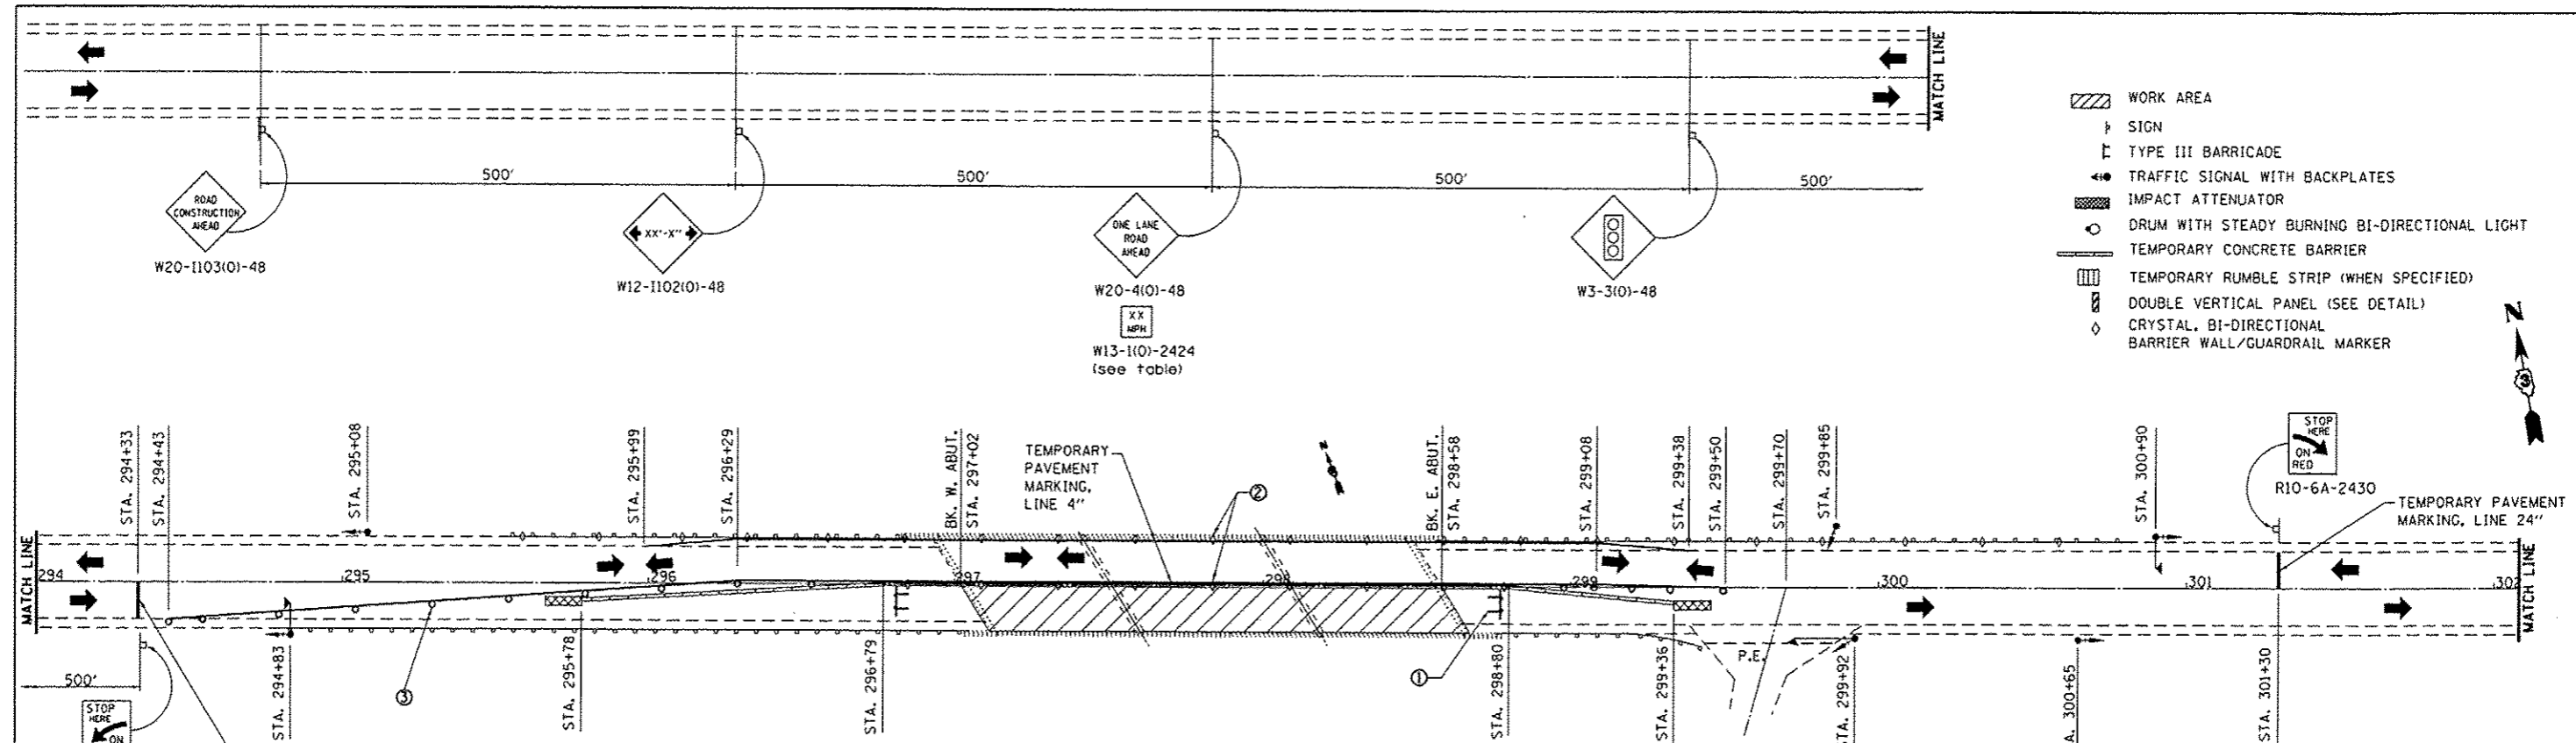 MATCH LINE
500'
500'
500'
500'
ROAD
CONSTRUCTION
AHEAD
W20-I103(O)-48
XX'-X"
W12-I102(O)-48
ONE LANE
ROAD
AHEAD
W20-4(O)-48
XX
MPH
W13-1(O)-2424
(see table)
W3-3(O)-48
WORK AREA
SIGN
TYPE III BARRICADE
TRAFFIC SIGNAL WITH BACKPLATES
IMPACT ATTENUATOR
DRUM WITH STEADY BURNING BI-DIRECTIONAL LIGHT
TEMPORARY CONCRETE BARRIER
TEMPORARY RUMBLE STRIP (WHEN SPECIFIED)
DOUBLE VERTICAL PANEL (SEE DETAIL)
CRYSTAL, BI-DIRECTIONAL
BARRIER WALL/GUARDRAIL MARKER
N
STA. 294+33
STA. 294+43
STA. 295+08
STA. 295+99
STA. 296+29
BK. W. ABUT.
STA. 297+02
TEMPORARY
PAVEMENT
MARKING,
LINE 4"
②
N
BK. E. ABUT.
STA. 298+58
STA. 299+08
STA. 299+38
STA. 299+50
STA. 299+70
STA. 299+85
STA. 300+90
STOP
HERE
ON
RED
R10-6A-2430
TEMPORARY PAVEMENT
MARKING, LINE 24"
MATCH LINE
294
295
296
297
298
299
300
301
302
MATCH LINE
500'
STOP
HERE
ON
STA. 294+83
③
STA. 295+78
STA. 296+79
①
STA. 298+80
STA. 299+36
P.E.
STA. 299+92
A. 300+65
STA. 301+30